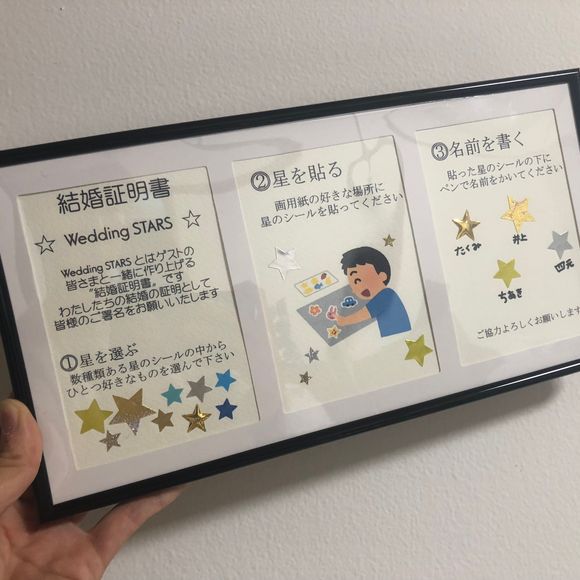 結婚証明書
Wedding STARS
Wedding STARS とはゲストの
皆さまと一緒に作り上げる
"結婚証明書"です
わたしたちの結婚の証明として
皆様のご署名をお願いいたします
①星を選ぶ
数種類ある星のシールの中から
ひとつ好きなものを選んで下さい
②星を貼る
画用紙の好きな場所に
星のシールを貼ってください
③名前を書く
貼った星のシールの下に
ペンで名前をかいてください
たくみ
井上
ちあき
四元
ご協力よろしくお願いします